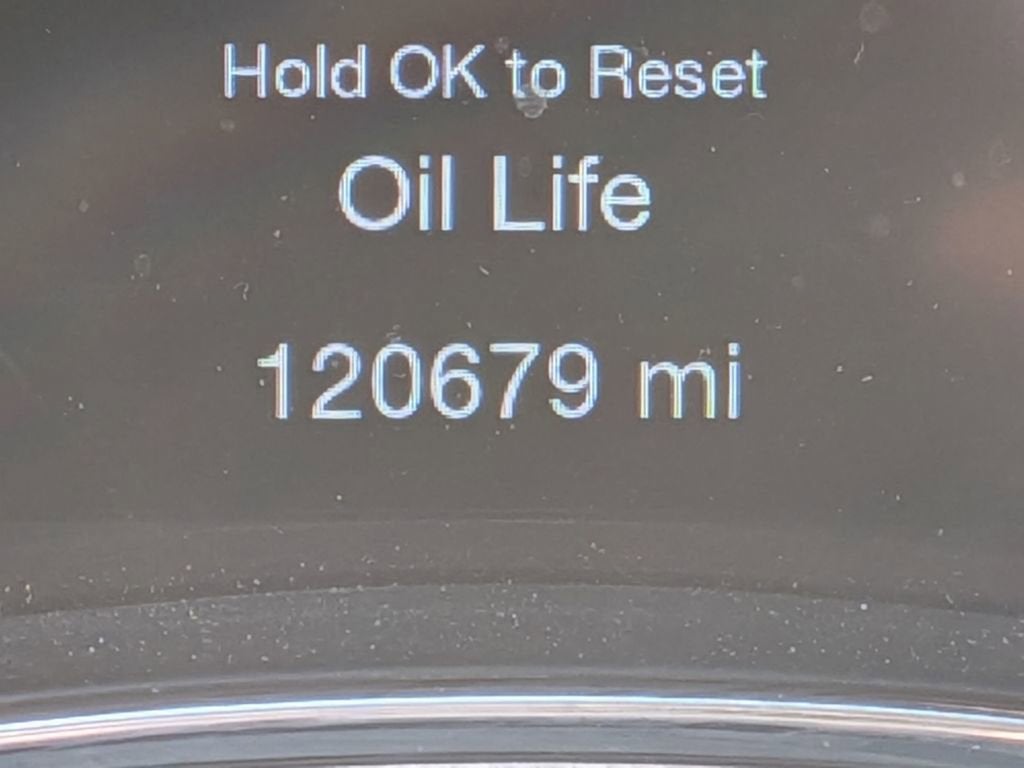 Hold OK to Reset
Oil Life
120679 mi